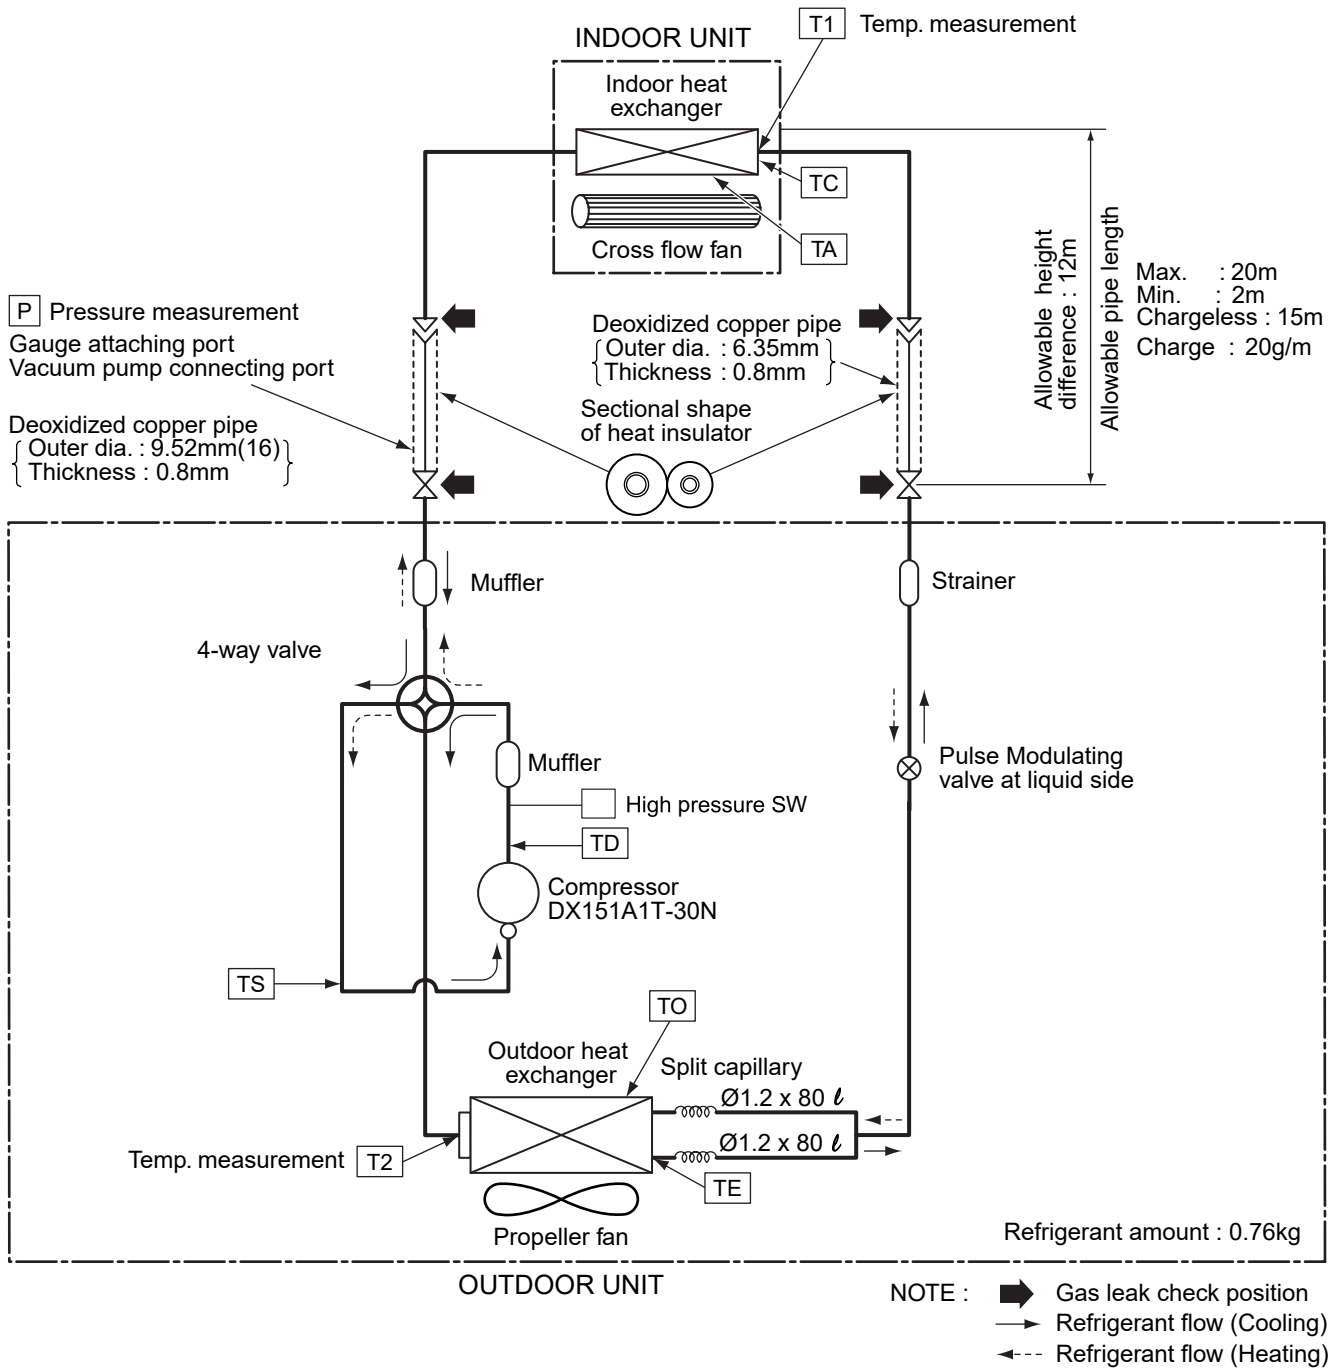 T1 Temp. measurement
INDOOR UNIT
Indoor heat
exchanger
TC
Cross flow fan
TA
Allowable height
difference : 12m
Allowable pipe length
Max. : 20m
Min. : 2m
Chargeless : 15m
Charge : 20g/m
P Pressure measurement
Gauge attaching port
Vacuum pump connecting port
Deoxidized copper pipe
Outer dia. : 9.52mm(16)
Thickness : 0.8mm
Deoxidized copper pipe
Outer dia. : 6.35mm
Thickness : 0.8mm
Sectional shape
of heat insulator
Muffler
Strainer
4-way valve
Muffler
Pulse Modulating
valve at liquid side
High pressure SW
TD
Compressor
DX151A1T-30N
TS
TO
Outdoor heat
exchanger
Split capillary
Ø1.2 x 80 ℓ
Ø1.2 x 80 ℓ
Temp. measurement T2
TE
Propeller fan
Refrigerant amount : 0.76kg
OUTDOOR UNIT
NOTE : Gas leak check position
Refrigerant flow (Cooling)
Refrigerant flow (Heating)